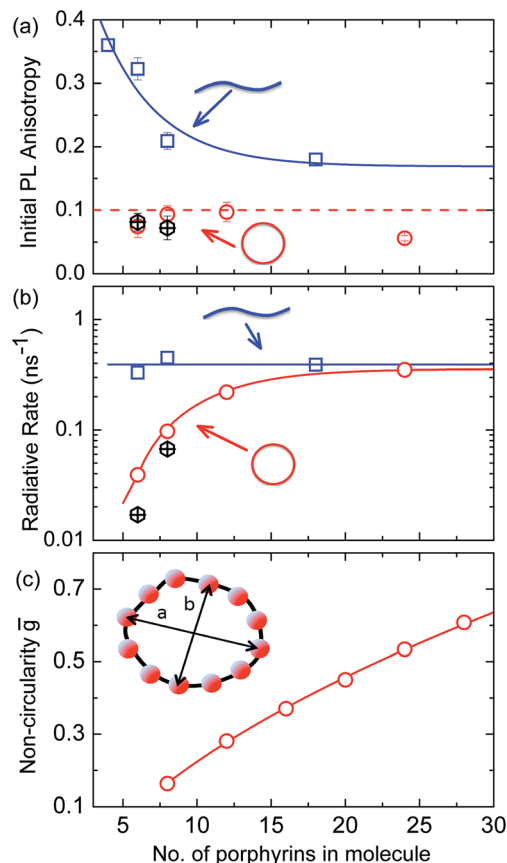 (a)
0.4
0.3
0.2
0.1
0.0
Initial PL Anisotropy
(b)
1
0.1
0.01
Radiative Rate (ns⁻¹)
(c)
0.7
0.5
0.3
0.1
Non-circularity g̅
a
b
5 10 15 20 25 30
No. of porphyrins in molecule